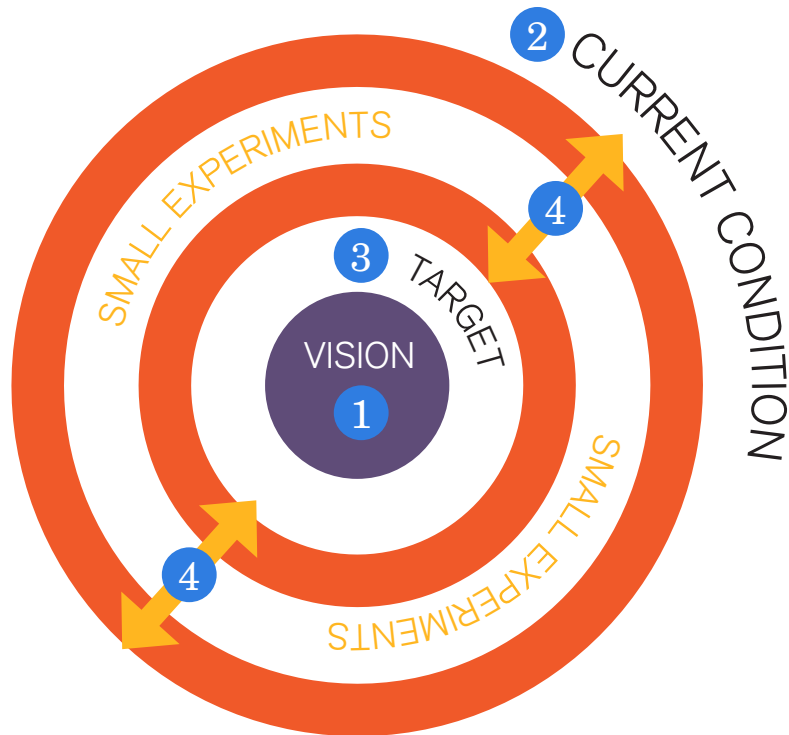 2 CURRENT CONDITION
SMALL EXPERIMENTS
4
3 TARGET
VISION
1
SMALL EXPERIMENTS
4